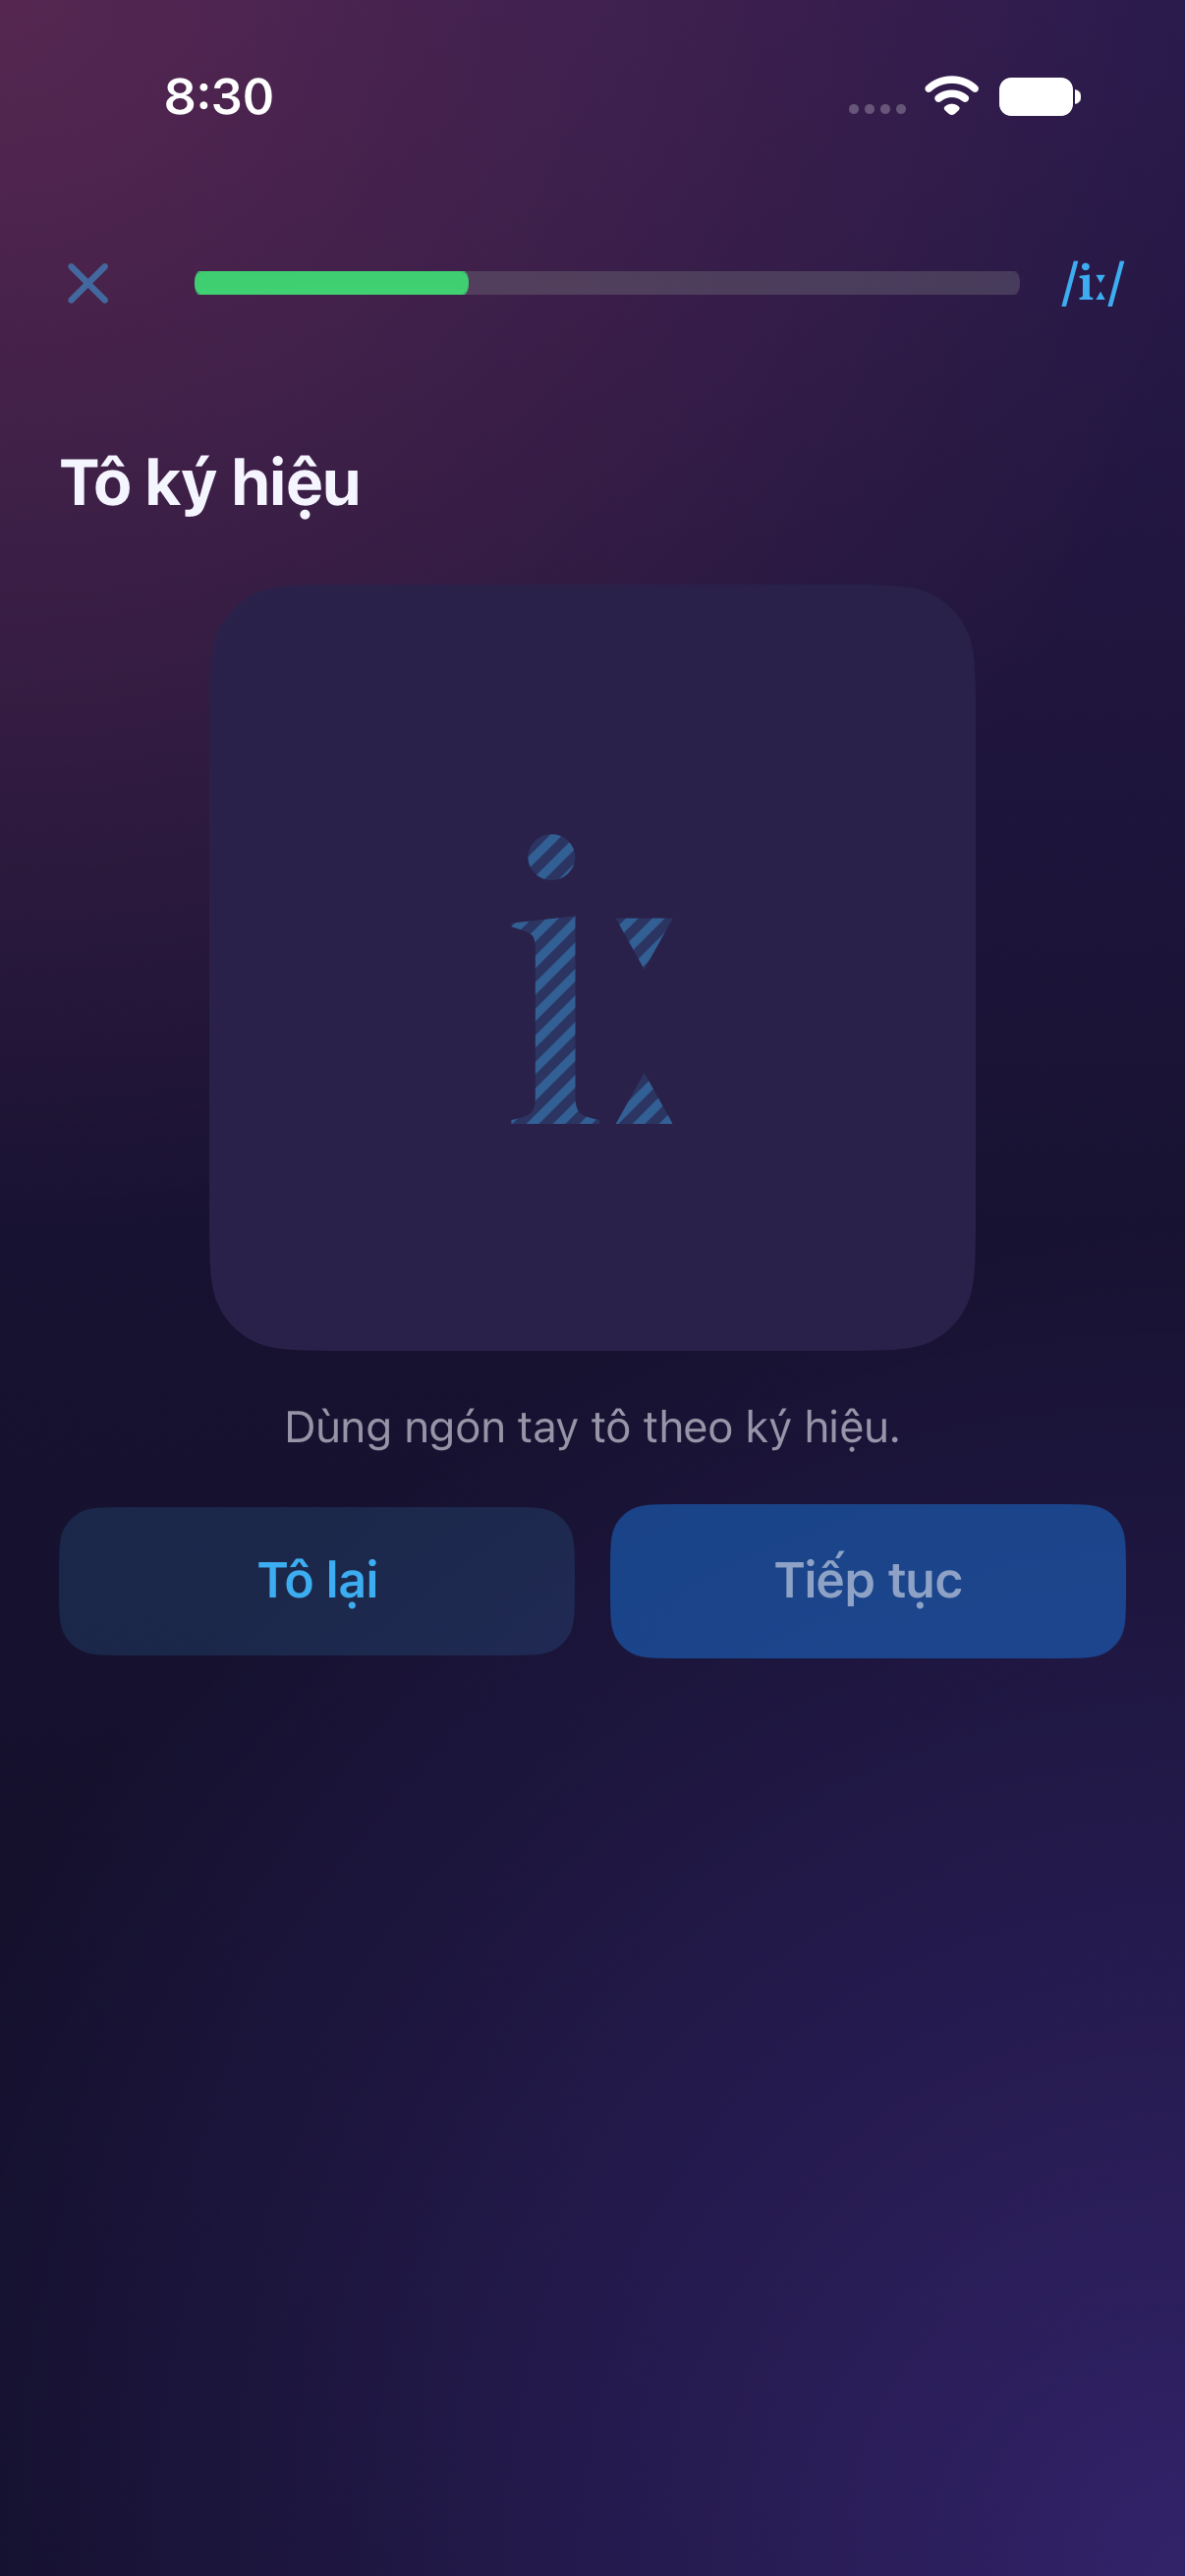 8:30
/iː/
Tô ký hiệu
iː
Dùng ngón tay tô theo ký hiệu.
Tô lại
Tiếp tục